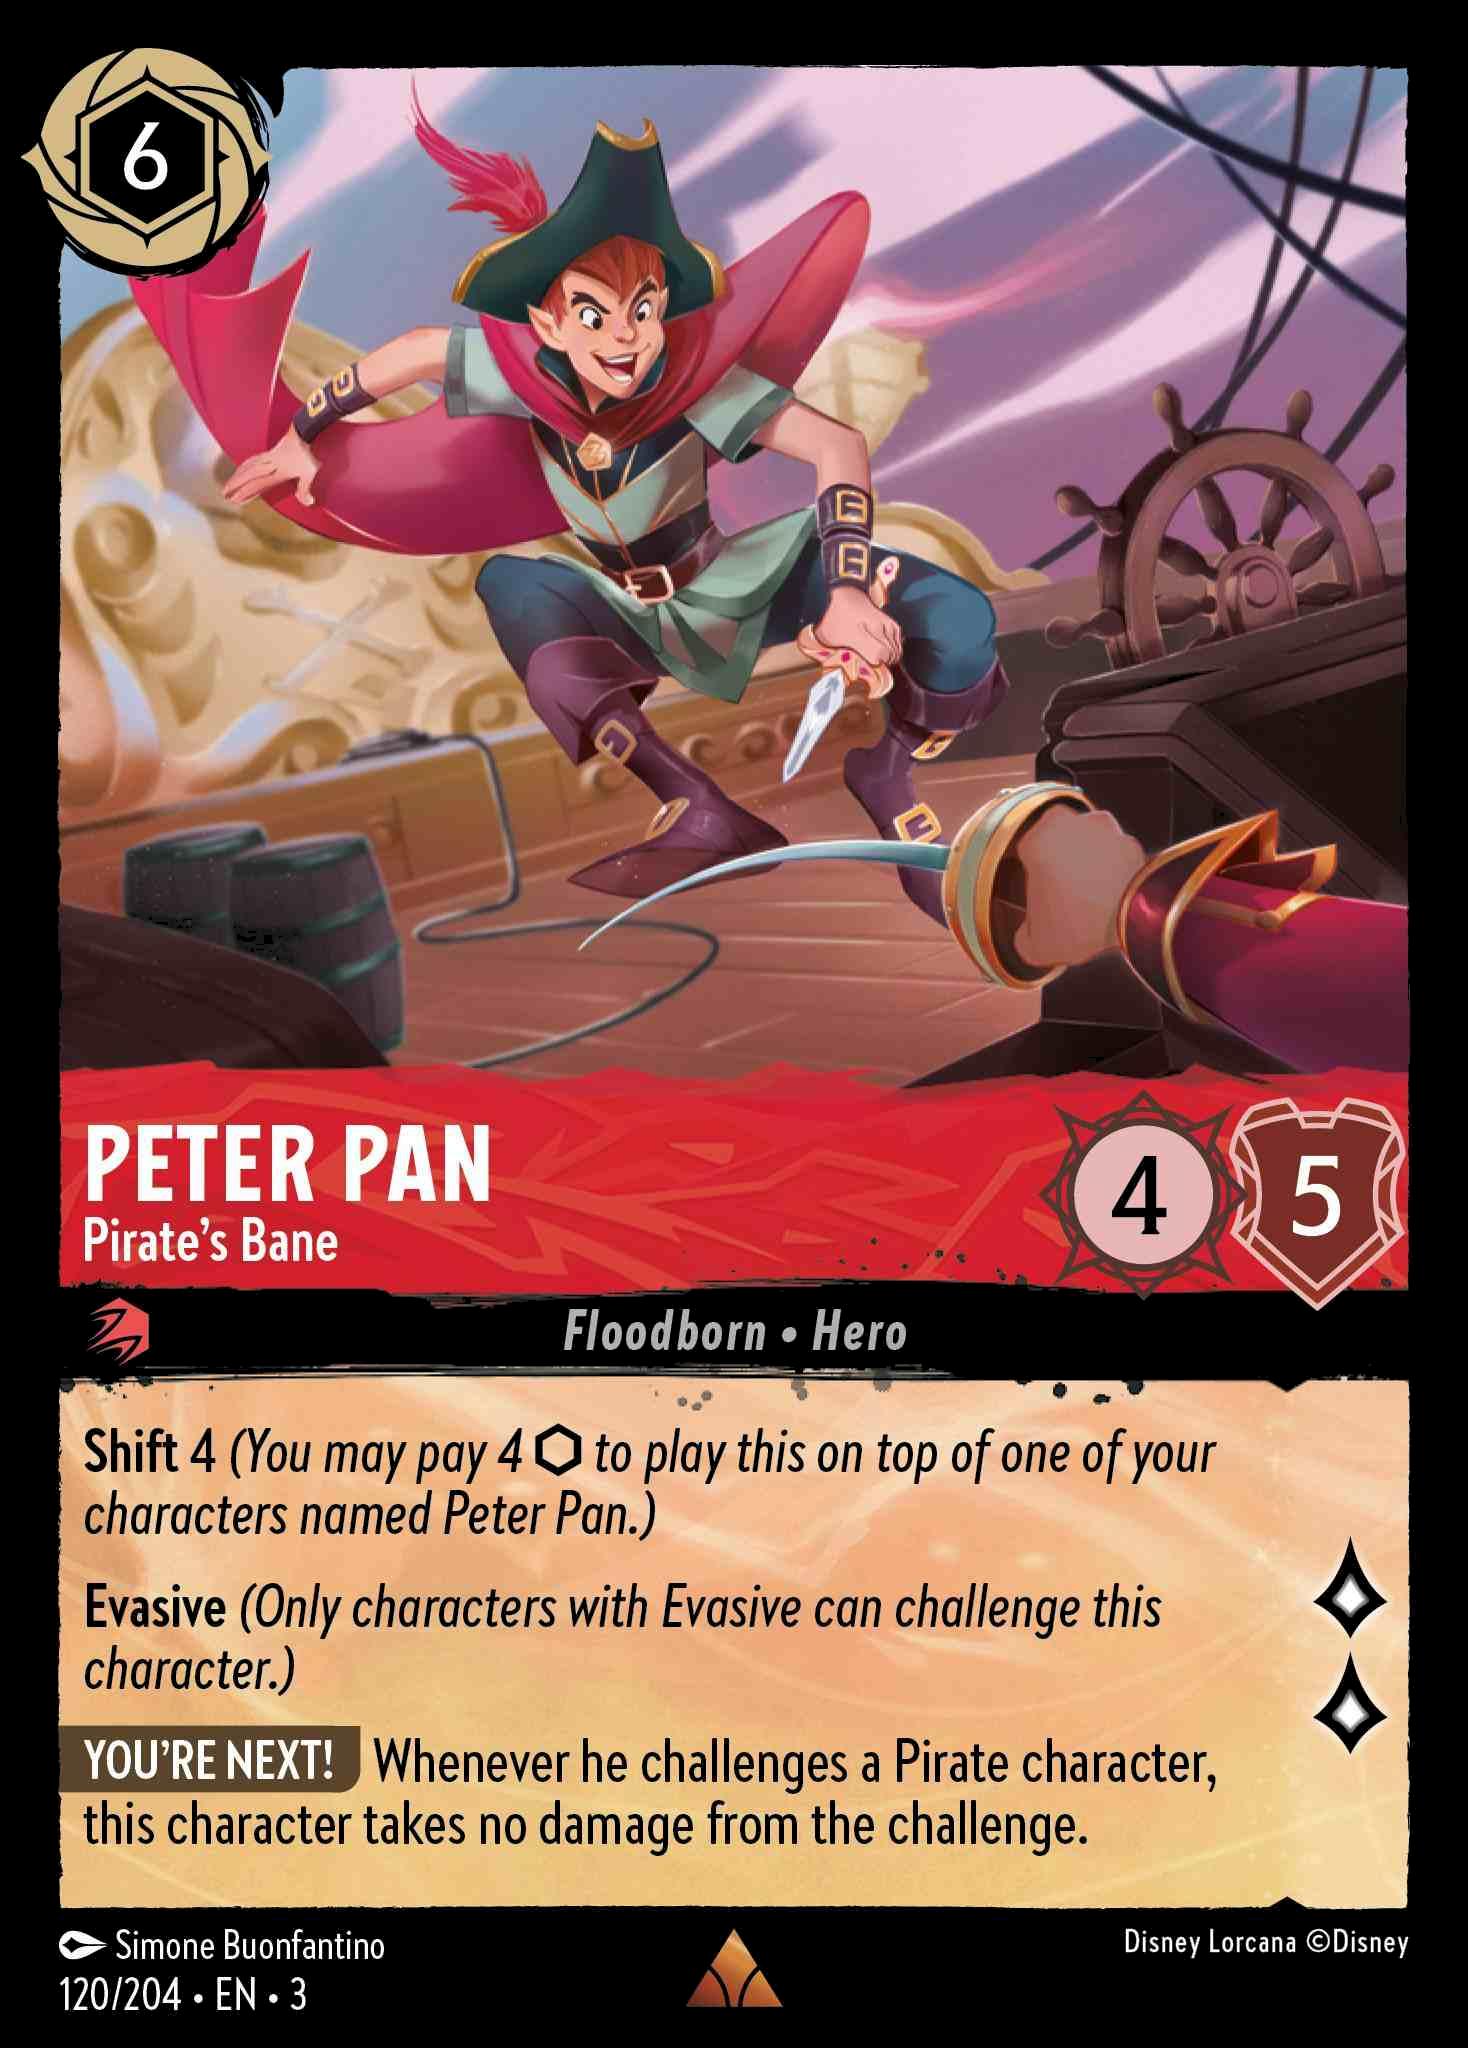 6
PETER PAN
Pirate's Bane
4
5
Floodborn • Hero
Shift 4 (You may pay 4 ⬡ to play this on top of one of your
characters named Peter Pan.)
Evasive (Only characters with Evasive can challenge this
character.)
YOU'RE NEXT! Whenever he challenges a Pirate character,
this character takes no damage from the challenge.
Simone Buonfantino
120/204 • EN • 3
Disney Lorcana ©Disney